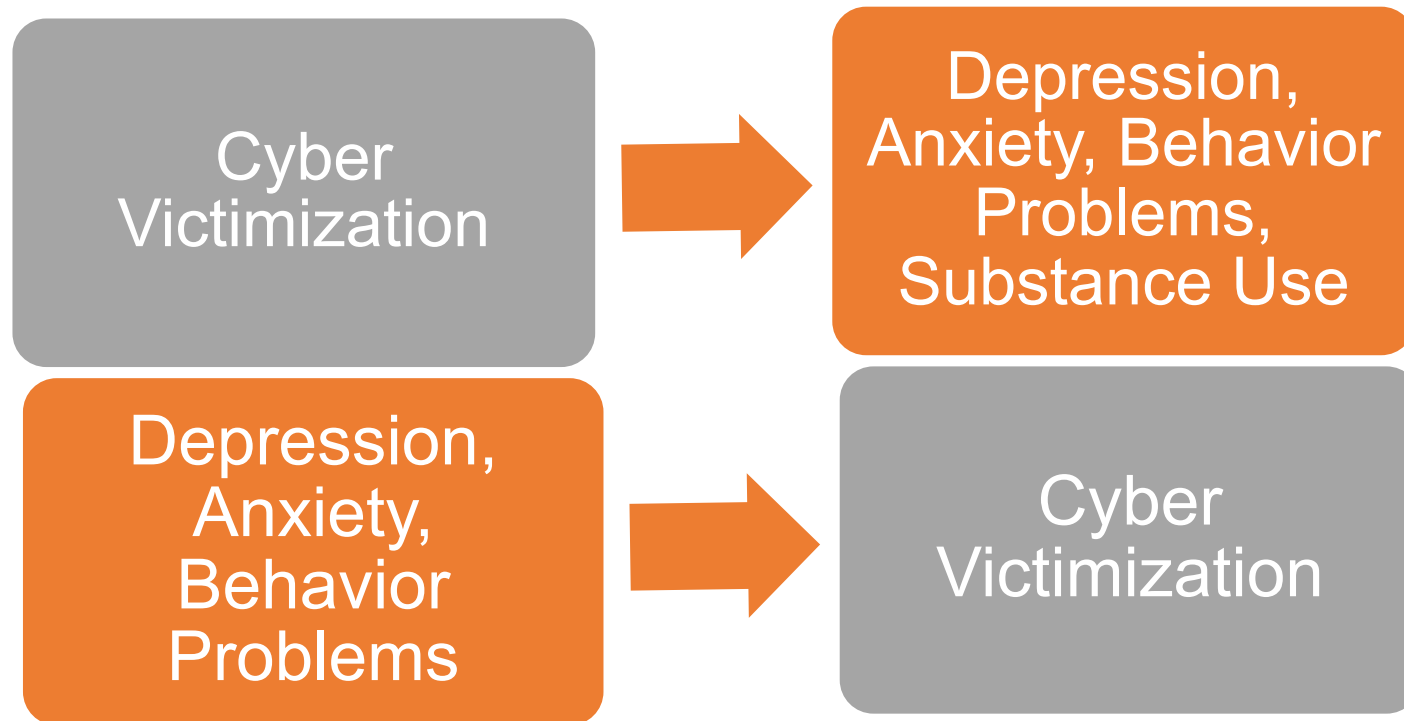 Cyber
Victimization
Depression,
Anxiety, Behavior
Problems,
Substance Use
Depression,
Anxiety,
Behavior
Problems
Cyber
Victimization